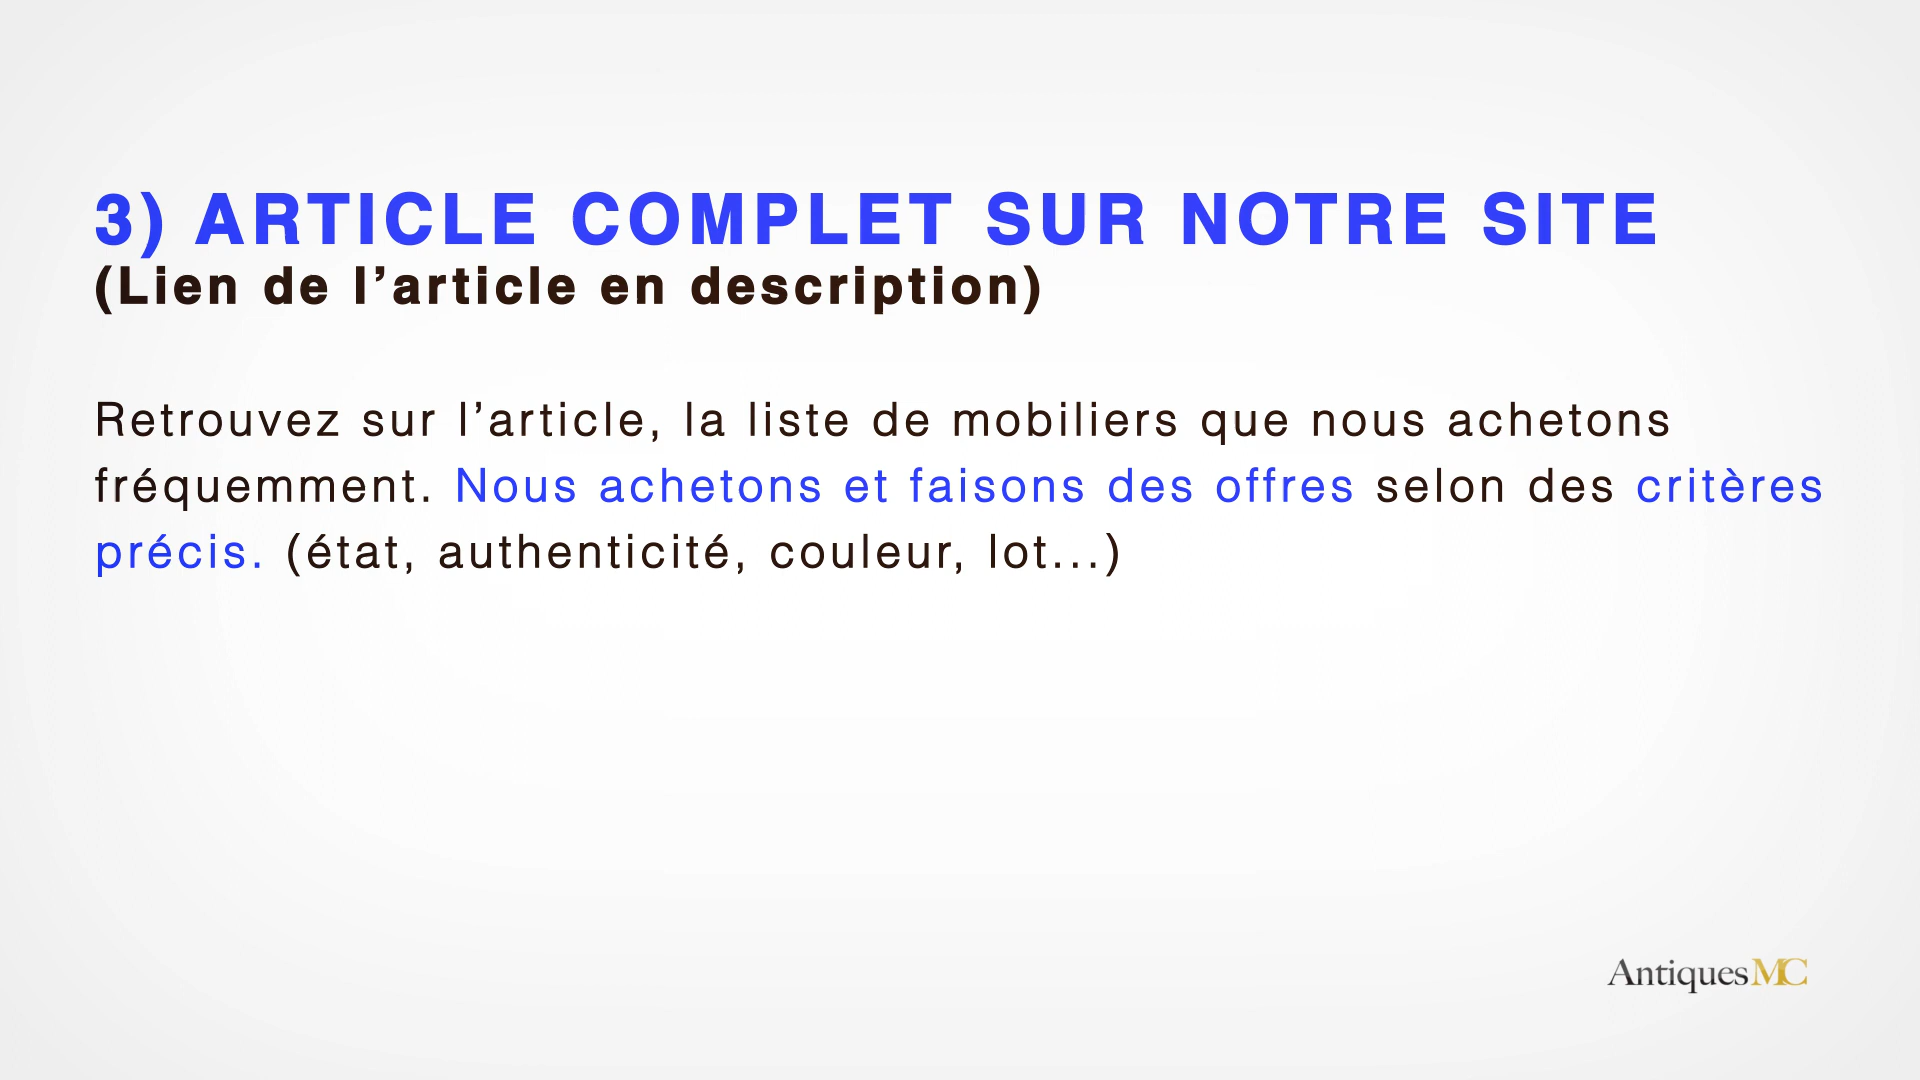 3) ARTICLE COMPLET SUR NOTRE SITE
(Lien de l’article en description)
Retrouvez sur l’article, la liste de mobiliers que nous achetons
fréquemment. Nous achetons et faisons des offres selon des critères
précis. (état, authenticité, couleur, lot...)
AntiquesMC